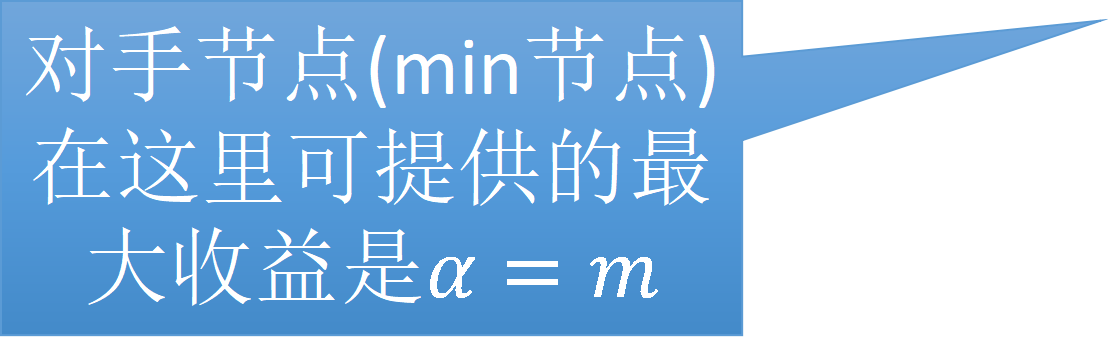 对手节点(min节点)
在这里可提供的最
大收益是𝛼 = 𝑚